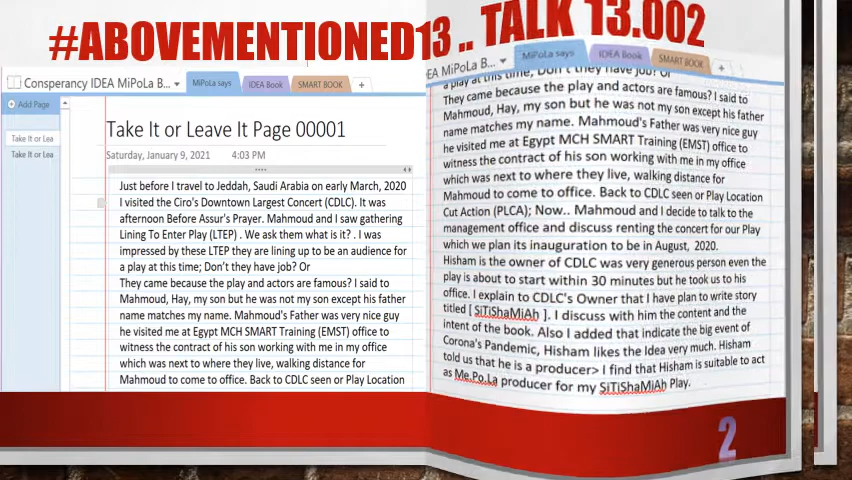 #ABOVEMENTIONED13 .. TALK 13.002
Consperancy IDEA MiPoLa B... MiPoLa says IDEA Book SMART BOOK +
Add Page
Take It or Lea
Take It or Lea
Take It or Leave It Page 00001
Saturday, January 9, 2021 4:03 PM
Just before I travel to Jeddah, Saudi Arabia on early March, 2020
I visited the Ciro's Downtown Largest Concert (CDLC). It was
afternoon Before Assur's Prayer. Mahmoud and I saw gathering
Lining To Enter Play (LTEP) . We ask them what is it? . I was
impressed by these LTEP they are lining up to be an audience for
a play at this time; Don't they have job? Or
They came because the play and actors are famous? I said to
Mahmoud, Hay, my son but he was not my son except his father
name matches my name. Mahmoud's Father was very nice guy
he visited me at Egypt MCH SMART Training (EMST) office to
witness the contract of his son working with me in my office
which was next to where they live, walking distance for
Mahmoud to come to office. Back to CDLC seen or Play Location
EA MiPoLa B... MiPoLa says IDEA Book SMART BOOK +
a play at this time; Don't they have job? Or
They came because the play and actors are famous? I said to
Mahmoud, Hay, my son but he was not my son except his father
name matches my name. Mahmoud's Father was very nice guy
he visited me at Egypt MCH SMART Training (EMST) office to
witness the contract of his son working with me in my office
which was next to where they live, walking distance for
Mahmoud to come to office. Back to CDLC seen or Play Location
Cut Action (PLCA); Now.. Mahmoud and I decide to talk to the
management office and discuss renting the concert for our Play
which we plan its inauguration to be in August, 2020.
Hisham is the owner of CDLC was very generous person even the
play is about to start within 30 minutes but he took us to his
office. I explain to CDLC's Owner that I have plan to write story
titled [ SiTiShaMiAh ]. I discuss with him the content and the
intent of the book. Also I added that indicate the big event of
Corona's Pandemic, Hisham likes the Idea very much. Hisham
told us that he is a producer> I find that Hisham is suitable to act
as Me.Po.La producer for my SiTiShaMiAh Play.
2